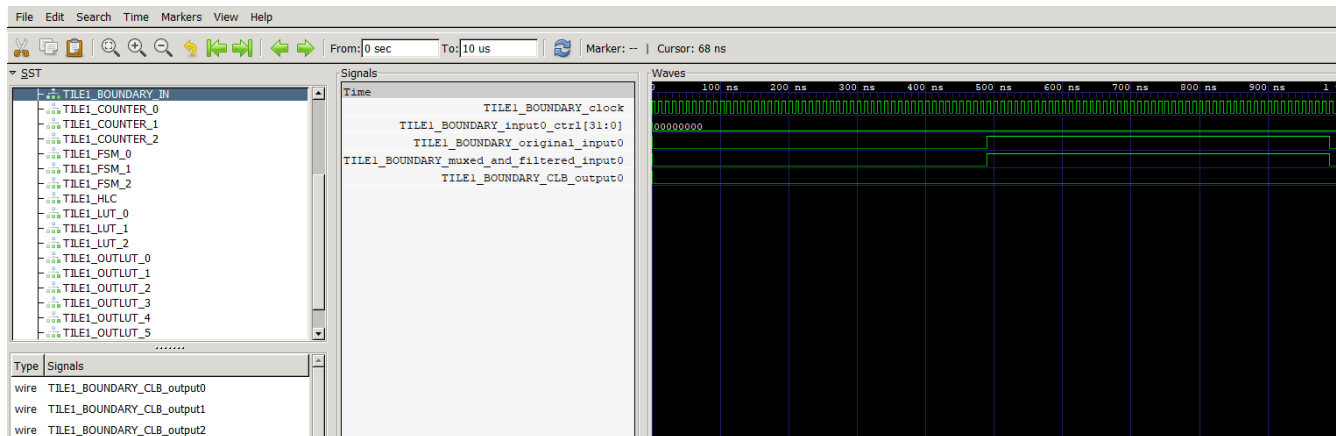 File Edit Search Time Markers View Help
From: 0 sec To: 10 us Marker: -- | Cursor: 68 ns
SST
TILE1_BOUNDARY_IN
TILE1_COUNTER_0
TILE1_COUNTER_1
TILE1_COUNTER_2
TILE1_FSM_0
TILE1_FSM_1
TILE1_FSM_2
TILE1_HLC
TILE1_LUT_0
TILE1_LUT_1
TILE1_LUT_2
TILE1_OUTLUT_0
TILE1_OUTLUT_1
TILE1_OUTLUT_2
TILE1_OUTLUT_3
TILE1_OUTLUT_4
TILE1_OUTLUT_5
Type Signals
wire TILE1_BOUNDARY_CLB_output0
wire TILE1_BOUNDARY_CLB_output1
wire TILE1_BOUNDARY_CLB_output2
Signals
Time
TILE1_BOUNDARY_clock
TILE1_BOUNDARY_input0_ctrl[31:0]
TILE1_BOUNDARY_original_input0
TILE1_BOUNDARY_muxed_and_filtered_input0
TILE1_BOUNDARY_CLB_output0
Waves
100 ns 200 ns 300 ns 400 ns 500 ns 600 ns 700 ns 800 ns 900 ns 1
00000000